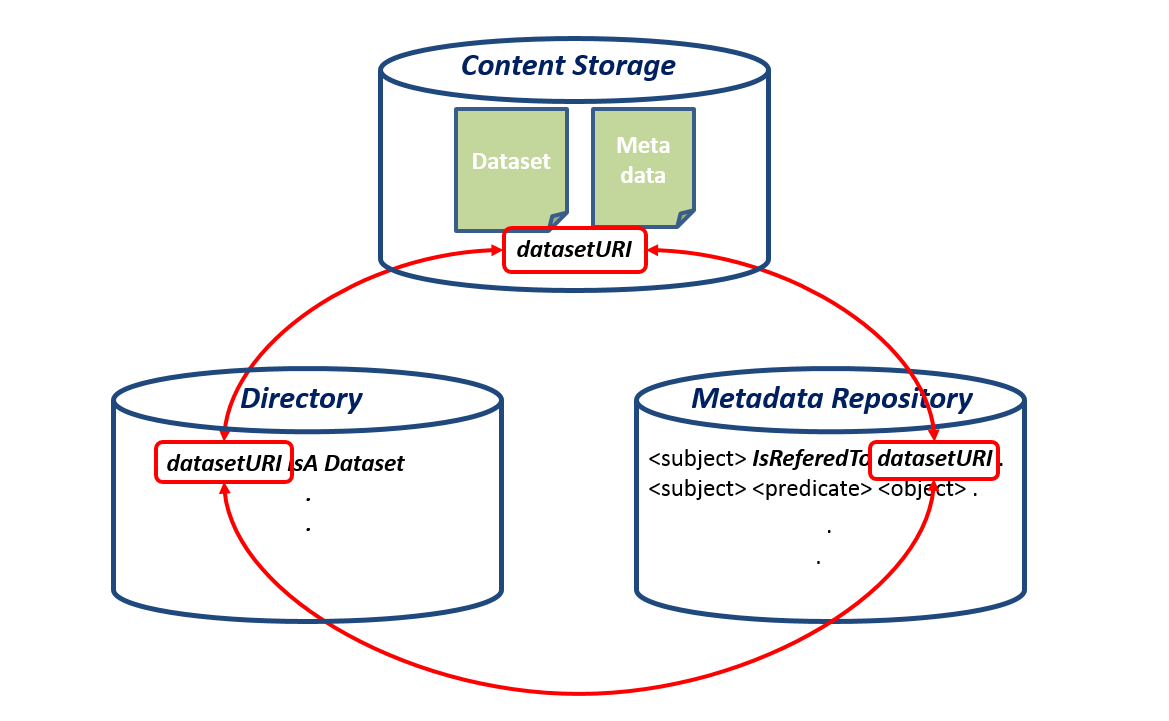 Content Storage
Dataset
Meta
data
datasetURI
Directory
datasetURI isA Dataset
.
.
Metadata Repository
<subject> IsReferedTo datasetURI .
<subject> <predicate> <object> .
.
.